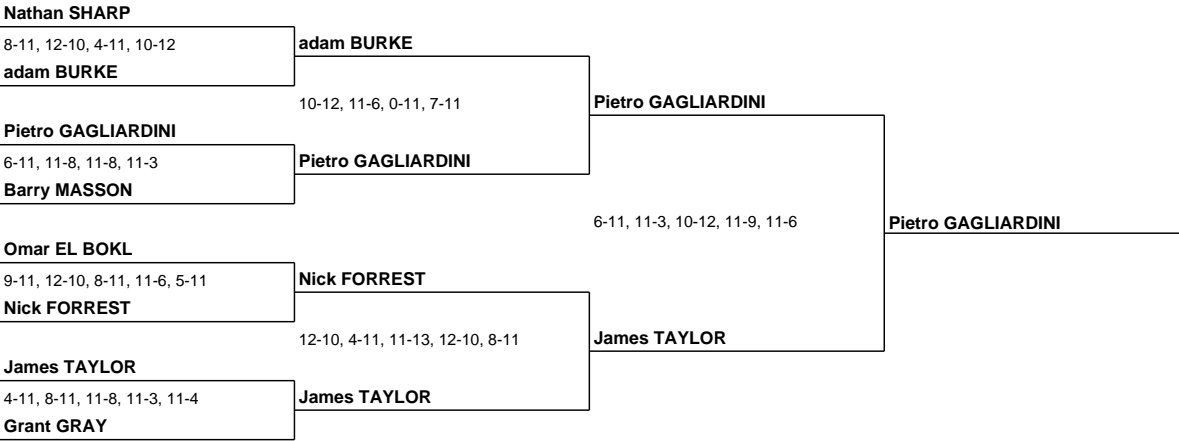 Nathan SHARP
8-11, 12-10, 4-11, 10-12
adam BURKE
adam BURKE
10-12, 11-6, 0-11, 7-11
Pietro GAGLIARDINI
Pietro GAGLIARDINI
6-11, 11-8, 11-8, 11-3
Pietro GAGLIARDINI
Barry MASSON
6-11, 11-3, 10-12, 11-9, 11-6
Pietro GAGLIARDINI
Omar EL BOKL
9-11, 12-10, 8-11, 11-6, 5-11
Nick FORREST
Nick FORREST
12-10, 4-11, 11-13, 12-10, 8-11
James TAYLOR
James TAYLOR
4-11, 8-11, 11-8, 11-3, 11-4
James TAYLOR
Grant GRAY